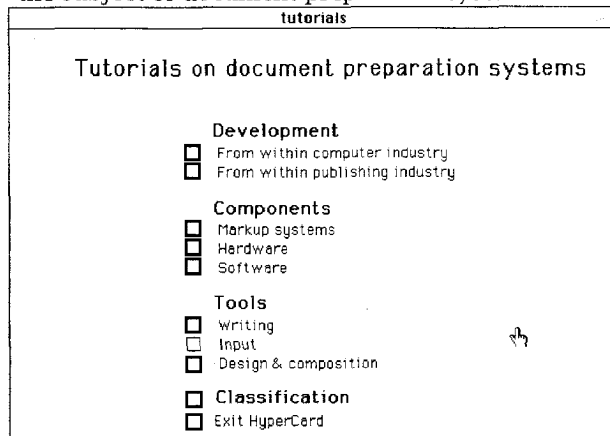 tutorials
Tutorials on document preparation systems
Development
From within computer industry
From within publishing industry
Components
Markup systems
Hardware
Software
Tools
Writing
Input
Design & composition
Classification
Exit HyperCard